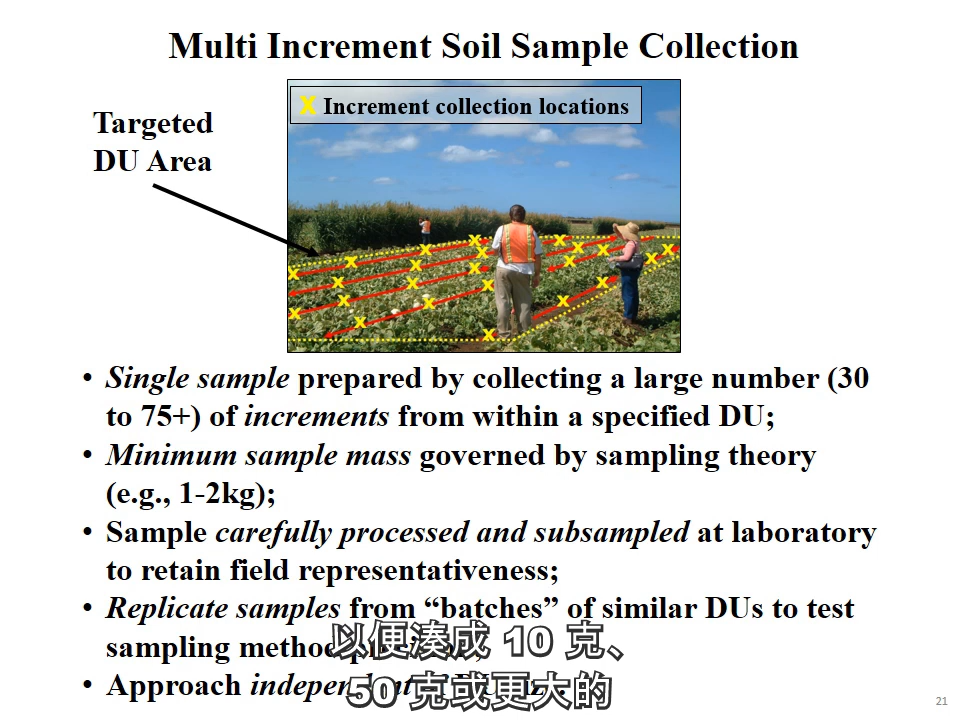 Multi Increment Soil Sample Collection
X Increment collection locations
Targeted
DU Area
• Single sample prepared by collecting a large number (30
to 75+) of increments from within a specified DU;
• Minimum sample mass governed by sampling theory
(e.g., 1-2kg);
• Sample carefully processed and subsampled at laboratory
to retain field representativeness;
• Replicate samples from “batches” of similar DUs to test
sampling method
• Approach
以便凑成 10 克、
50 克或更大的
21